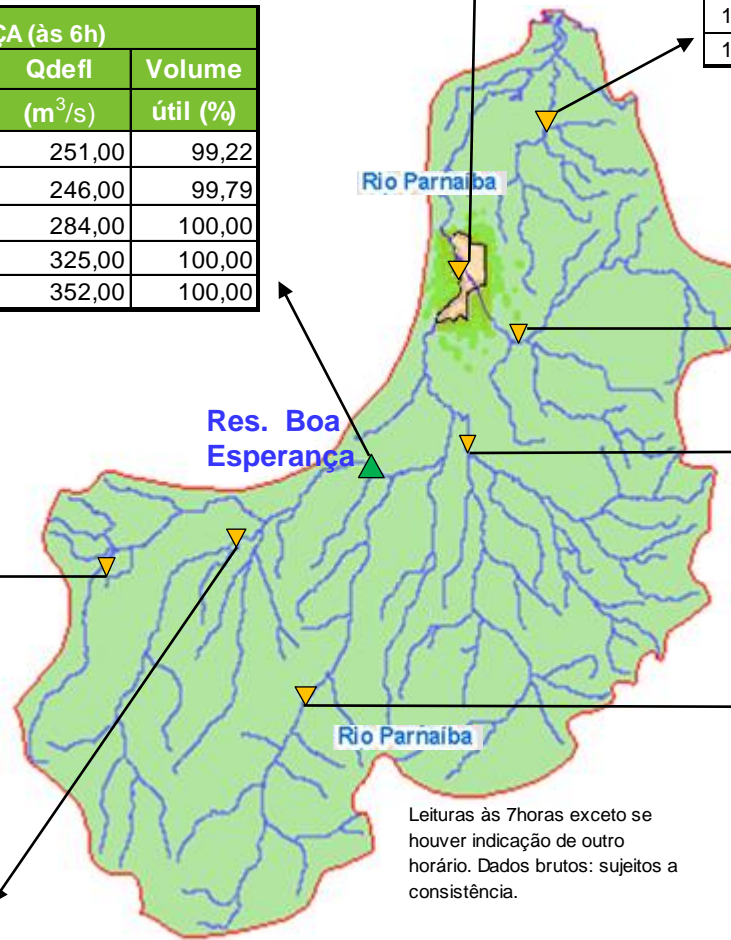 ÇA (às 6h)
Qdefl Volume
(m³/s) útil (%)
251,00 99,22
246,00 99,79
284,00 100,00
325,00 100,00
352,00 100,00
1
1
Rio Parnaíba
Res. Boa
Esperança
Rio Parnaíba
Leituras às 7horas exceto se
houver indicação de outro
horário. Dados brutos: sujeitos a
consistência.